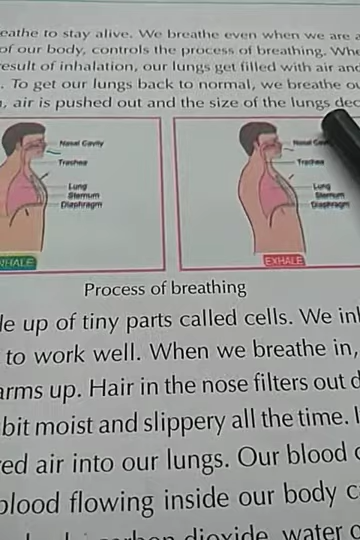 eathe to stay alive. We breathe even when we are a
of our body, controls the process of breathing. Whe
result of inhalation, our lungs get filled with air and
. To get our lungs back to normal, we breathe ou
, air is pushed out and the size of the lungs dec
Nasal Cavity
Trachea
Lung
Sternum
Diaphragm
NHALE
Nasal Cav
Trachea
Lung
Sternum
Diaphragm
EXHALE
Process of breathing
de up of tiny parts called cells. We inh
to work well. When we breathe in,
arms up. Hair in the nose filters out d
bit moist and slippery all the time. I
ed air into our lungs. Our blood c
blood flowing inside our body c
carbon dioxide, water o